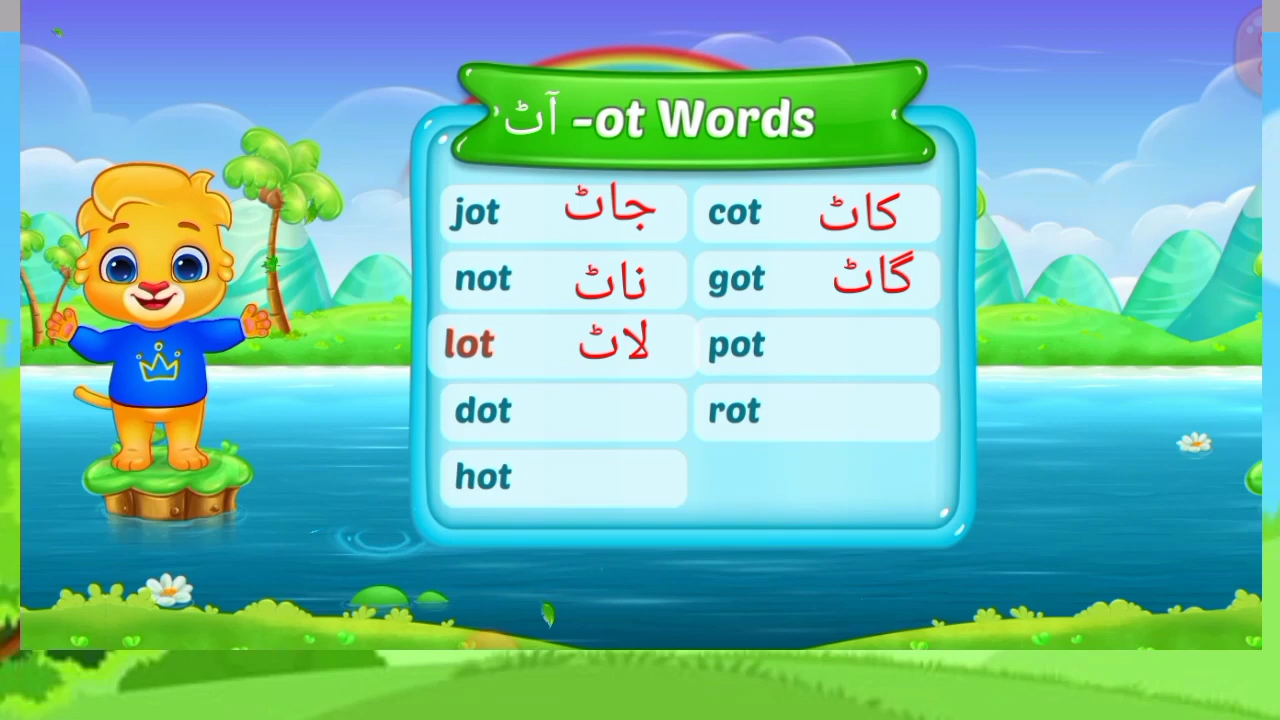 آٹ -ot Words
jot جاٹ
cot کاٹ
not ناٹ
got گاٹ
lot لاٹ
pot
dot
rot
hot